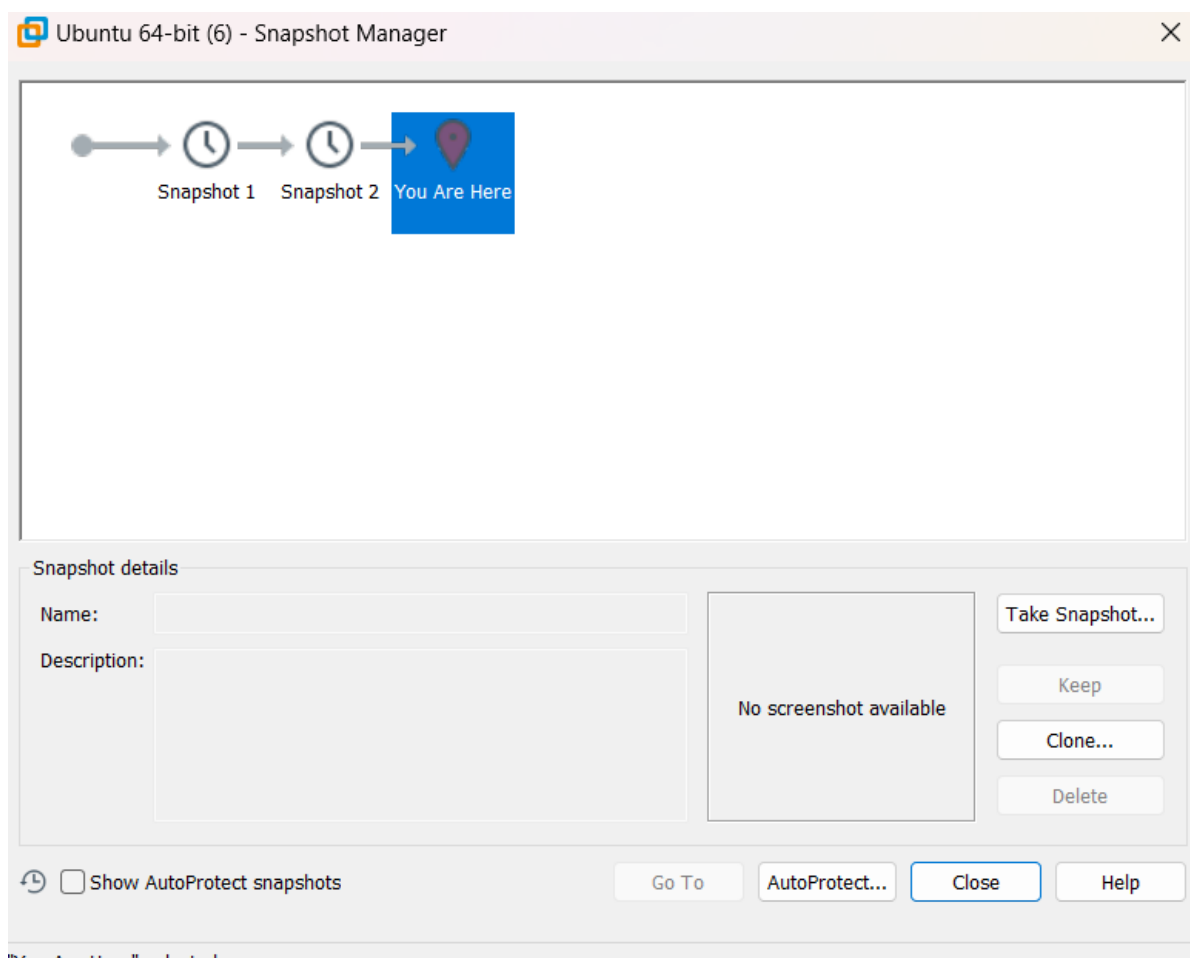 Ubuntu 64-bit (6) - Snapshot Manager
Snapshot 1 Snapshot 2 You Are Here
Snapshot details
Name:
Take Snapshot...
Description:
Keep
No screenshot available
Clone...
Delete
Show AutoProtect snapshots
Go To AutoProtect... Close Help